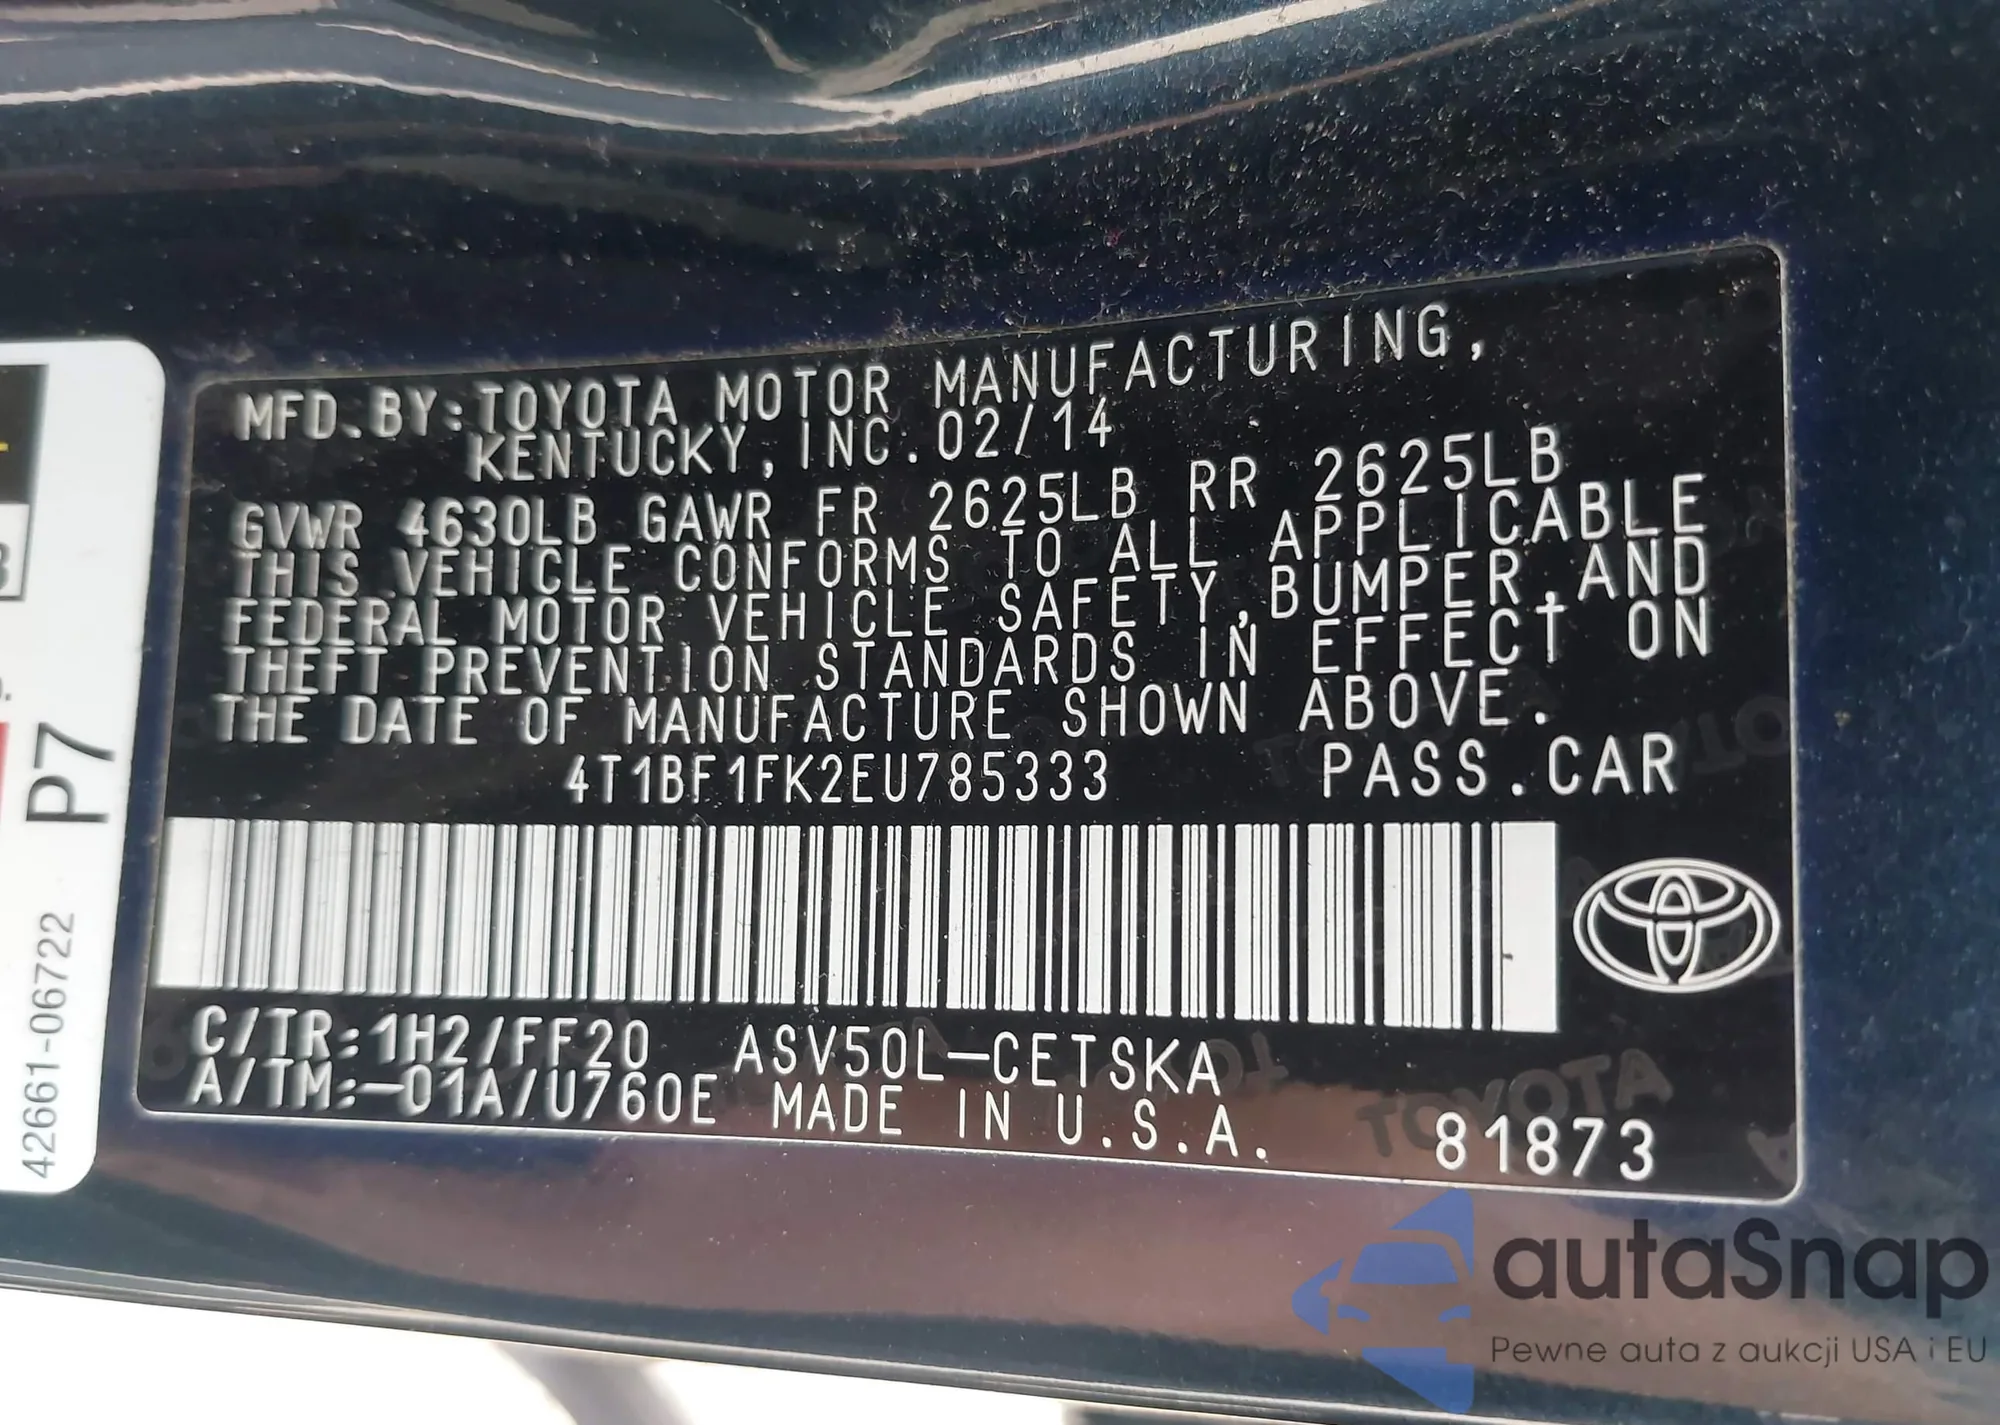 MFD.BY:TOYOTA MOTOR MANUFACTURING,
KENTUCKY,INC.02/14
GVWR 4630LB GAWR FR 2625LB RR 2625LB
THIS VEHICLE CONFORMS TO ALL APPLICABLE
FEDERAL MOTOR VEHICLE SAFETY,BUMPER,AND
THEFT PREVENTION STANDARDS IN EFFECT ON
THE DATE OF MANUFACTURE SHOWN ABOVE.
4T1BF1FK2EU785333 PASS.CAR
C/TR:1H2/FF20 ASV50L-CETSKA
A/TM:-01A/U760E MADE IN U.S.A.
81873
P7
42661-06722
autaSnap
Pewne auta z aukcji USA i EU